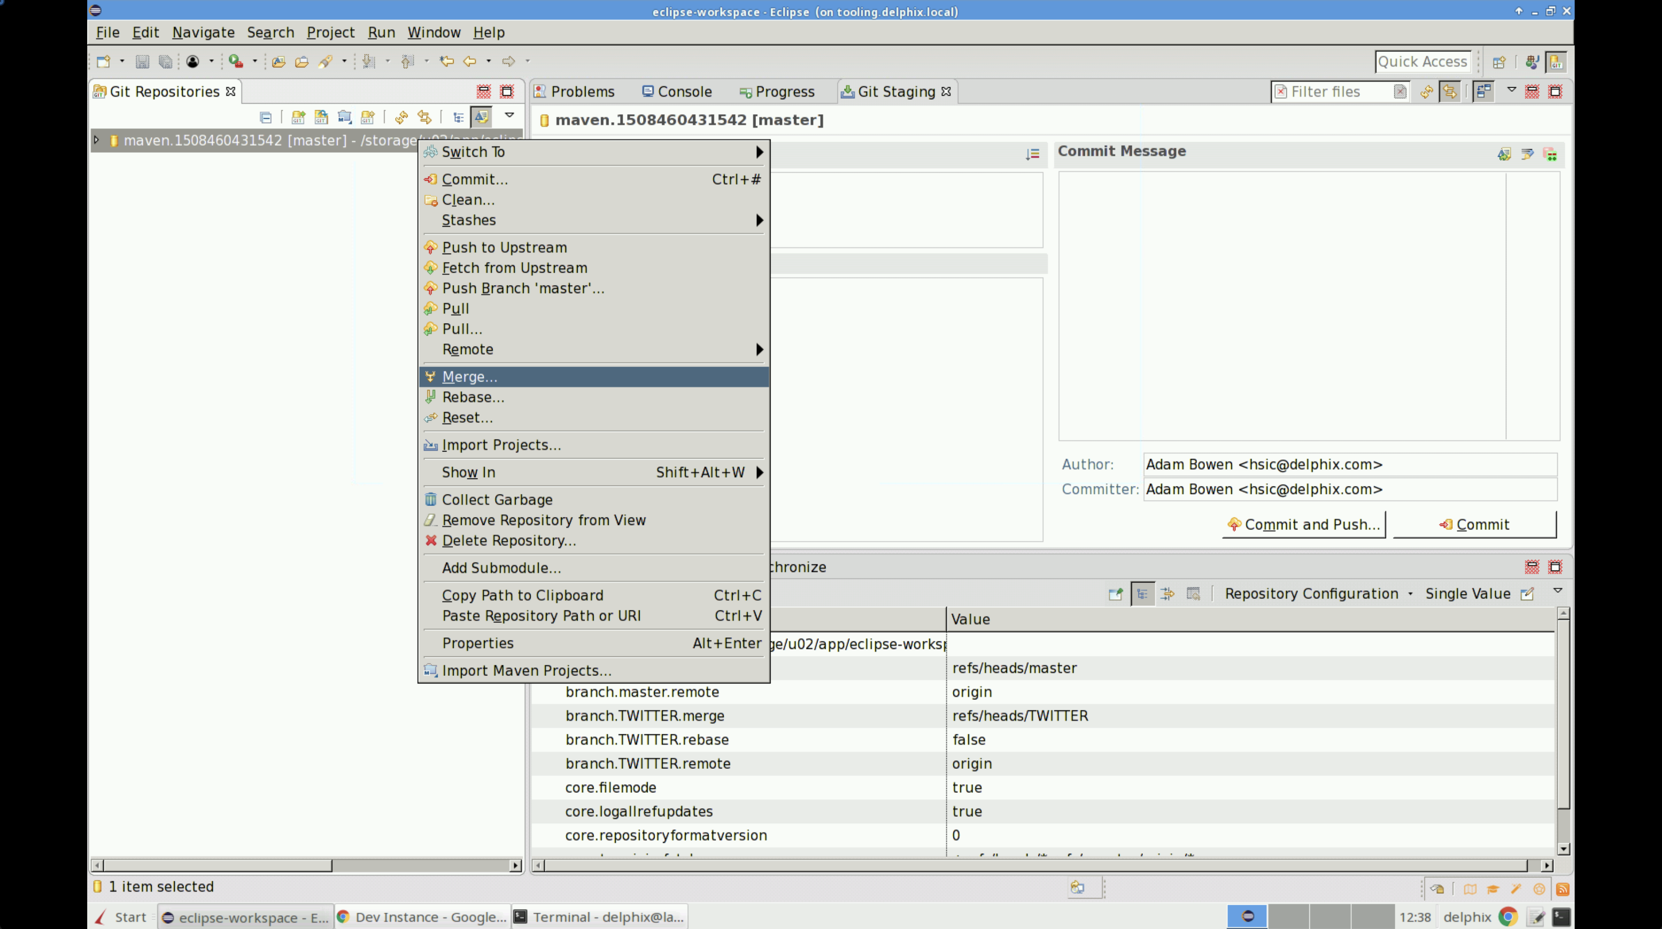 eclipse-workspace - Eclipse (on tooling.delphix.local)
File Edit Navigate Search Project Run Window Help
Quick Access
Git Repositories
Problems Console Progress Git Staging
Filter files
maven.1508460431542 [master]
maven.1508460431542 [master] - /storage/u02/app/eclips
Commit Message
Switch To
Commit... Ctrl+#
Clean...
Stashes
Push to Upstream
Fetch from Upstream
Push Branch 'master'...
Pull
Pull...
Remote
Merge...
Rebase...
Reset...
Import Projects...
Show In Shift+Alt+W
Collect Garbage
Remove Repository from View
Delete Repository...
Add Submodule...
Copy Path to Clipboard Ctrl+C
Paste Repository Path or URI Ctrl+V
Properties Alt+Enter
Import Maven Projects...
Author: Adam Bowen <hsic@delphix.com>
Committer: Adam Bowen <hsic@delphix.com>
Commit and Push... Commit
chronize
Repository Configuration Single Value
Value
ge/u02/app/eclipse-worksp
refs/heads/master
branch.master.remote origin
branch.TWITTER.merge refs/heads/TWITTER
branch.TWITTER.rebase false
branch.TWITTER.remote origin
core.filemode true
core.logallrefupdates true
core.repositoryformatversion 0
1 item selected
Start eclipse-workspace - E... Dev Instance - Google... Terminal - delphix@la... 12:38 delphix